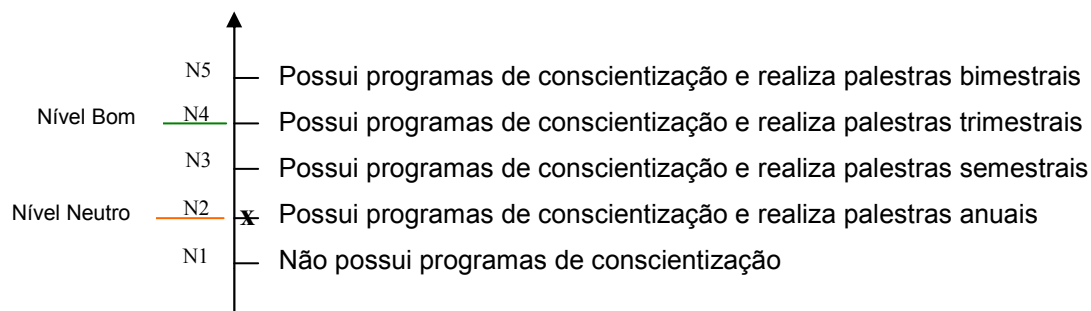 N5 Possui programas de conscientização e realiza palestras bimestrais
Nível Bom N4 Possui programas de conscientização e realiza palestras trimestrais
N3 Possui programas de conscientização e realiza palestras semestrais
Nível Neutro N2 x Possui programas de conscientização e realiza palestras anuais
N1 Não possui programas de conscientização